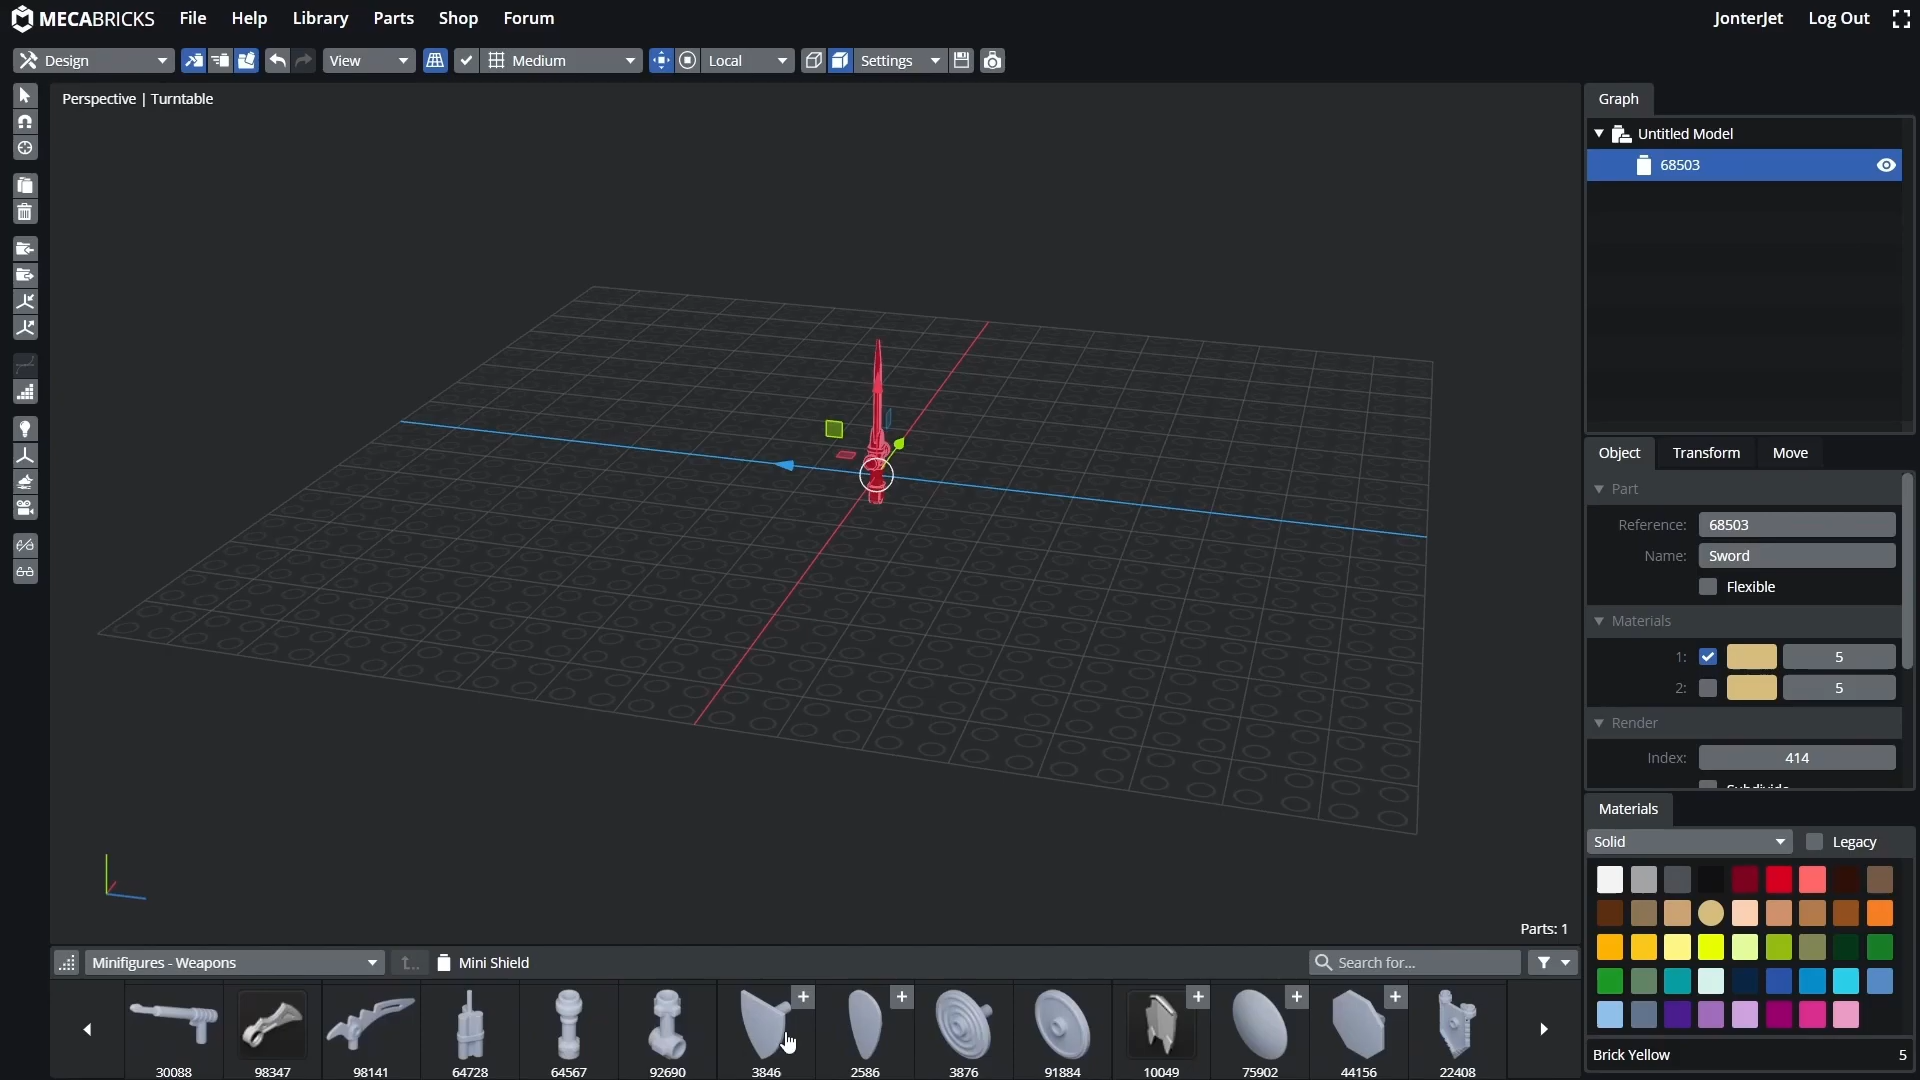 MECABRICKS File Help Library Parts Shop Forum JonterJet Log Out
Design View Medium Local Settings
Perspective | Turntable
Graph
Untitled Model
68503
Object Transform Move
Part
Reference: 68503
Name: Sword
Flexible
Materials
1: 5
2: 5
Render
Index: 414
Subdivide
Materials
Solid Legacy
Brick Yellow 5
Parts: 1
Minifigures - Weapons t.. Mini Shield Search for...
30088 98347 98141 64728 64567 92690 3846 2586 3876 91884 10049 75902 44156 22408